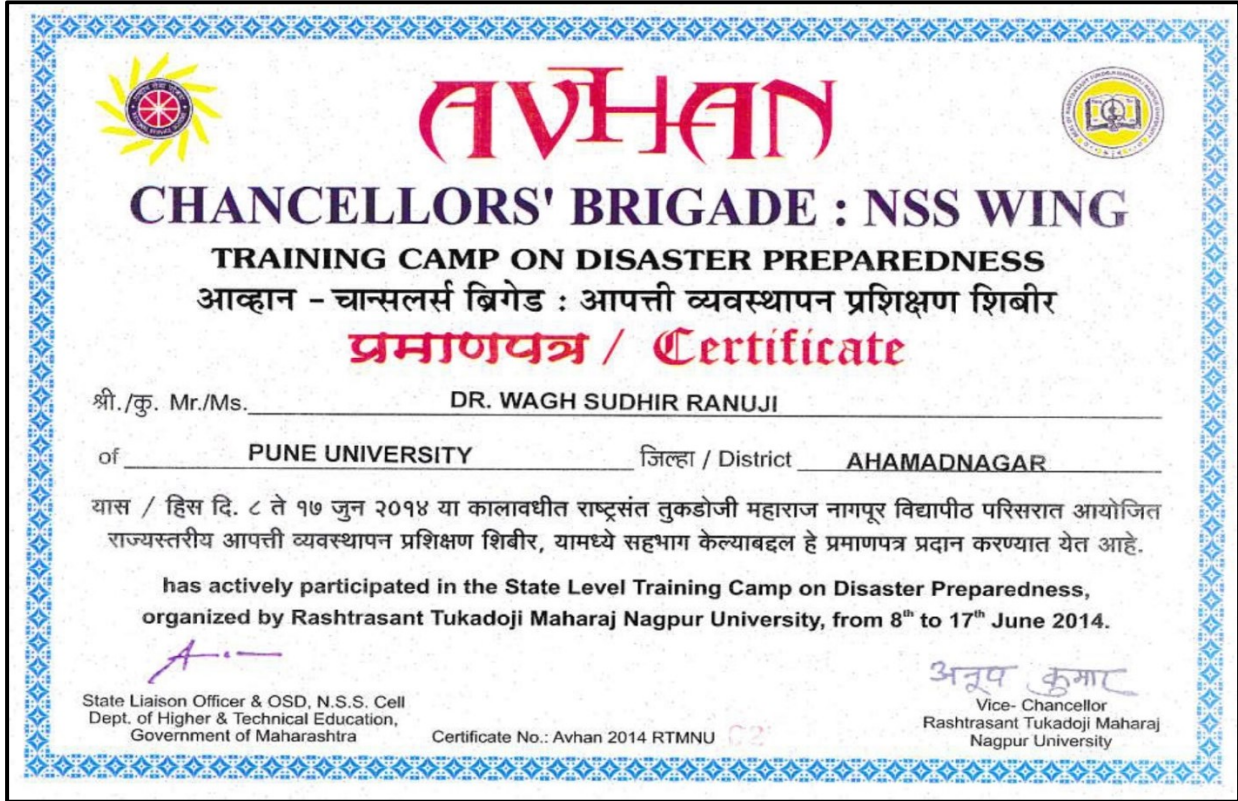 AVHAN
CHANCELLORS' BRIGADE : NSS WING
TRAINING CAMP ON DISASTER PREPAREDNESS
आव्हान - चान्सलर्स ब्रिगेड : आपत्ती व्यवस्थापन प्रशिक्षण शिबीर
प्रमाणपत्र / Certificate
श्री./कु. Mr./Ms. DR. WAGH SUDHIR RANUJI
of PUNE UNIVERSITY जिल्हा / District AHAMADNAGAR
यास / हिस दि. ८ ते १७ जुन २०१४ या कालावधीत राष्ट्रसंत तुकडोजी महाराज नागपूर विद्यापीठ परिसरात आयोजित
राज्यस्तरीय आपत्ती व्यवस्थापन प्रशिक्षण शिबीर, यामध्ये सहभाग केल्याबद्दल हे प्रमाणपत्र प्रदान करण्यात येत आहे.
has actively participated in the State Level Training Camp on Disaster Preparedness,
organized by Rashtrasant Tukadoji Maharaj Nagpur University, from 8th to 17th June 2014.
अनूप कुमार
State Liaison Officer & OSD, N.S.S. Cell
Dept. of Higher & Technical Education,
Government of Maharashtra
Certificate No.: Avhan 2014 RTMNU
Vice- Chancellor
Rashtrasant Tukadoji Maharaj
Nagpur University